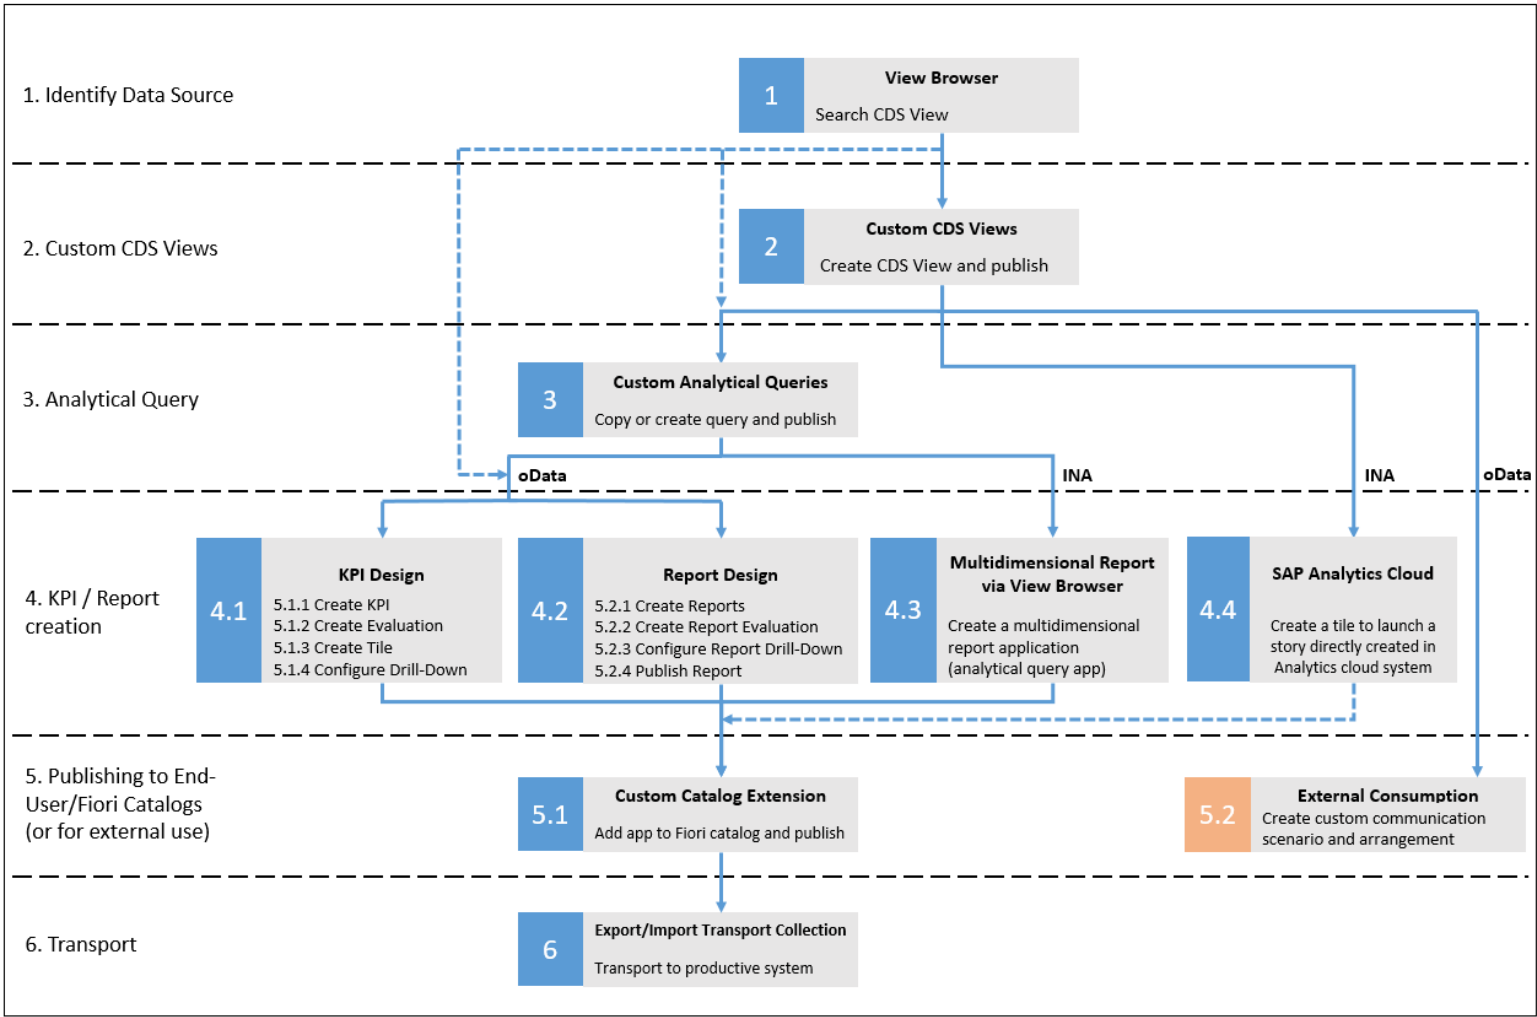 1. Identify Data Source
1
View Browser
Search CDS View
2. Custom CDS Views
2
Custom CDS Views
Create CDS View and publish
3. Analytical Query
3
Custom Analytical Queries
Copy or create query and publish
oData
INA
INA
oData
4. KPI / Report
creation
4.1
KPI Design
5.1.1 Create KPI
5.1.2 Create Evaluation
5.1.3 Create Tile
5.1.4 Configure Drill-Down
4.2
Report Design
5.2.1 Create Reports
5.2.2 Create Report Evaluation
5.2.3 Configure Report Drill-Down
5.2.4 Publish Report
4.3
Multidimensional Report
via View Browser
Create a multidimensional
report application
(analytical query app)
4.4
SAP Analytics Cloud
Create a tile to launch a
story directly created in
Analytics cloud system
5. Publishing to End-
User/Fiori Catalogs
(or for external use)
5.1
Custom Catalog Extension
Add app to Fiori catalog and publish
5.2
External Consumption
Create custom communication
scenario and arrangement
6. Transport
6
Export/Import Transport Collection
Transport to productive system